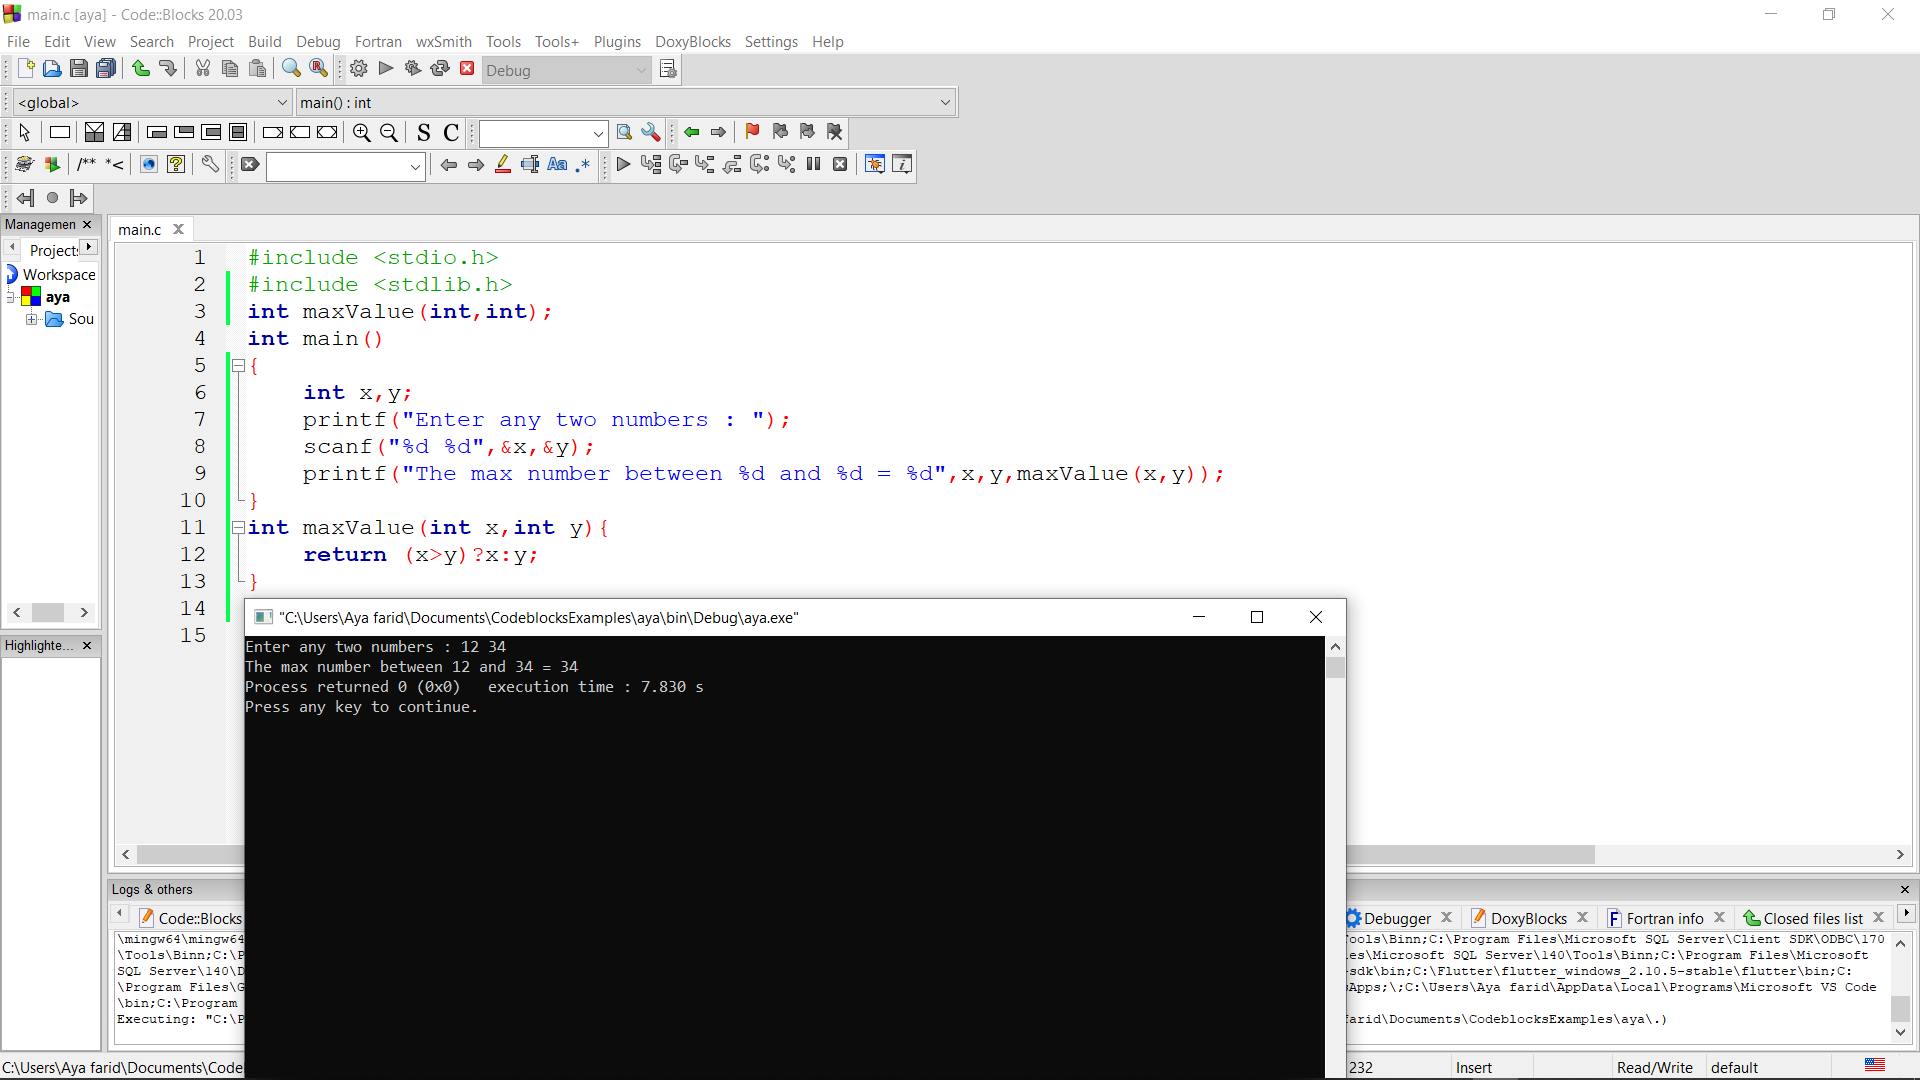 main.c [aya] - Code::Blocks 20.03
File Edit View Search Project Build Debug Fortran wxSmith Tools Tools+ Plugins DoxyBlocks Settings Help
Debug
<global> main() : int
S C
/** *< Aa .*
Managemen
Projects
Workspace
aya
Sou
Highlighte...
main.c
1 #include <stdio.h>
2 #include <stdlib.h>
3 int maxValue(int,int);
4 int main()
5 {
6 int x,y;
7 printf("Enter any two numbers : ");
8 scanf("%d %d",&x,&y);
9 printf("The max number between %d and %d = %d",x,y,maxValue(x,y));
10 }
11 int maxValue(int x,int y){
12 return (x>y)?x:y;
13 }
14
15
"C:\Users\Aya farid\Documents\CodeblocksExamples\aya\bin\Debug\aya.exe"
Enter any two numbers : 12 34
The max number between 12 and 34 = 34
Process returned 0 (0x0) execution time : 7.830 s
Press any key to continue.
Logs & others
Code::Blocks Debugger DoxyBlocks Fortran info Closed files list
\mingw64\mingw64 Tools\Binn;C:\Program Files\Microsoft SQL Server\Client SDK\ODBC\170
\Tools\Binn;C:\P es\Microsoft SQL Server\140\Tools\Binn;C:\Program Files\Microsoft
SQL Server\140\D -sdk\bin;C:\Flutter\flutter_windows_2.10.5-stable\flutter\bin;C:
\Program Files\G sApps;\;C:\Users\Aya farid\AppData\Local\Programs\Microsoft VS Code
\bin;C:\Program
Executing: "C:\P farid\Documents\CodeblocksExamples\aya\.)
C:\Users\Aya farid\Documents\Code 232 Insert Read/Write default